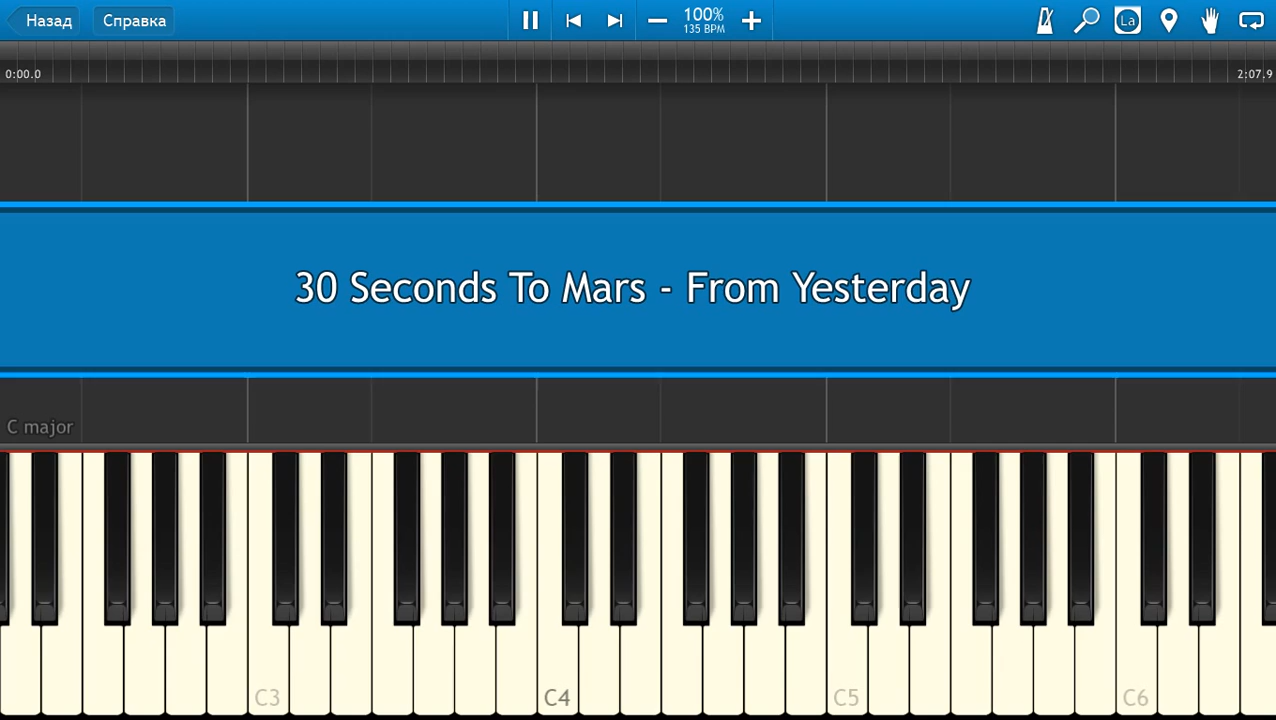 Назад
Справка
100%
135 BPM
La
0:00.0
2:07.9
30 Seconds To Mars - From Yesterday
C major
C3
C4
C5
C6